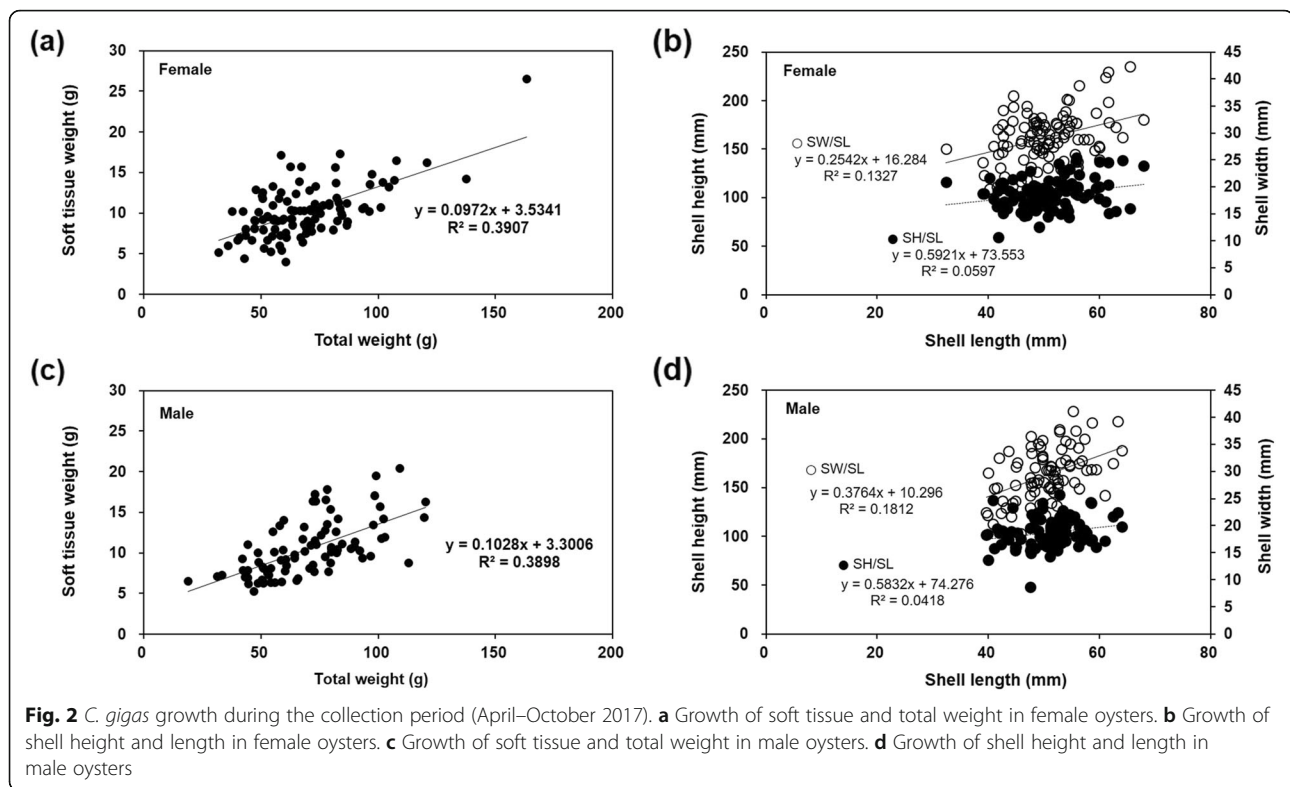 (a)
Female
Soft tissue weight (g)
30
25
20
15
10
5
0
y = 0.0972x + 3.5341
R² = 0.3907
0 50 100 150 200
Total weight (g)
(b)
Female
Shell height (mm)
250
200
150
100
50
0
SW/SL
y = 0.2542x + 16.284
R² = 0.1327
SH/SL
y = 0.5921x + 73.553
R² = 0.0597
45
40
35
30
25
20
15
10
5
0
Shell width (mm)
0 20 40 60 80
Shell length (mm)
(c)
Male
Soft tissue weight (g)
30
25
20
15
10
5
0
y = 0.1028x + 3.3006
R² = 0.3898
0 50 100 150 200
Total weight (g)
(d)
Male
Shell height (mm)
250
200
150
100
50
0
SW/SL
y = 0.3764x + 10.296
R² = 0.1812
SH/SL
y = 0.5832x + 74.276
R² = 0.0418
45
40
35
30
25
20
15
10
5
0
Shell width (mm)
0 20 40 60 80
Shell length (mm)
Fig. 2 C. gigas growth during the collection period (April–October 2017). a Growth of soft tissue and total weight in female oysters. b Growth of
shell height and length in female oysters. c Growth of soft tissue and total weight in male oysters. d Growth of shell height and length in
male oysters